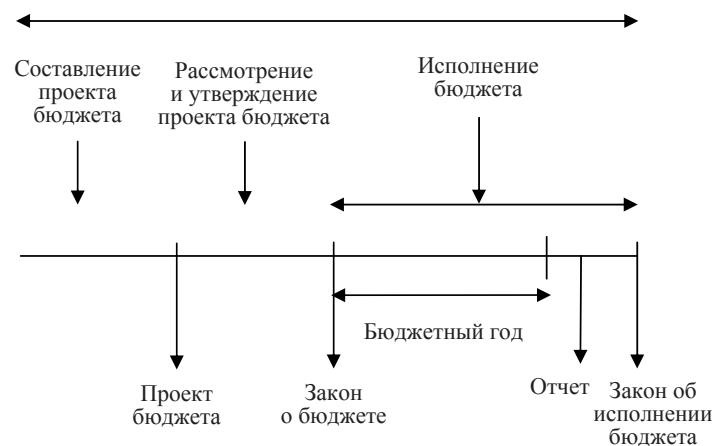 Составление
проекта
бюджета
Рассмотрение
и утверждение
проекта бюджета
Исполнение
бюджета
Бюджетный год
Проект
бюджета
Закон
о бюджете
Отчет
Закон об
исполнении
бюджета